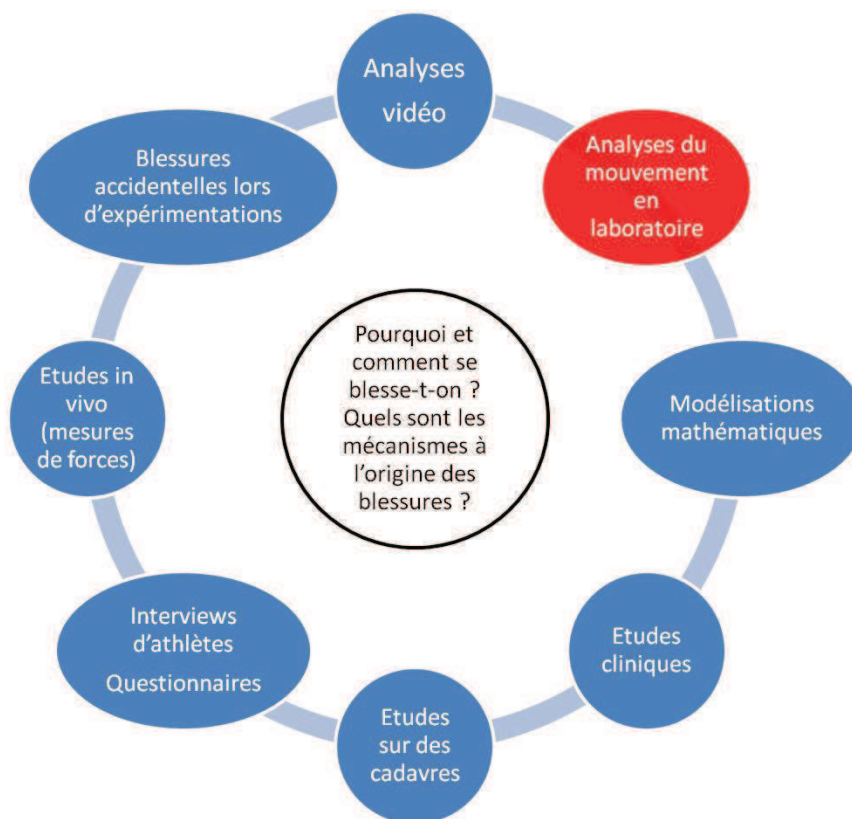 Analyses
vidéo
Analyses du
mouvement
en
laboratoire
Modélisations
mathématiques
Etudes
cliniques
Etudes
sur des
cadavres
Interviews
d’athlètes
Questionnaires
Etudes in
vivo
(mesures
de forces)
Blessures
accidentelles lors
d’expérimentations
Pourquoi et
comment se
blesse-t-on ?
Quels sont les
mécanismes à
l’origine des
blessures ?